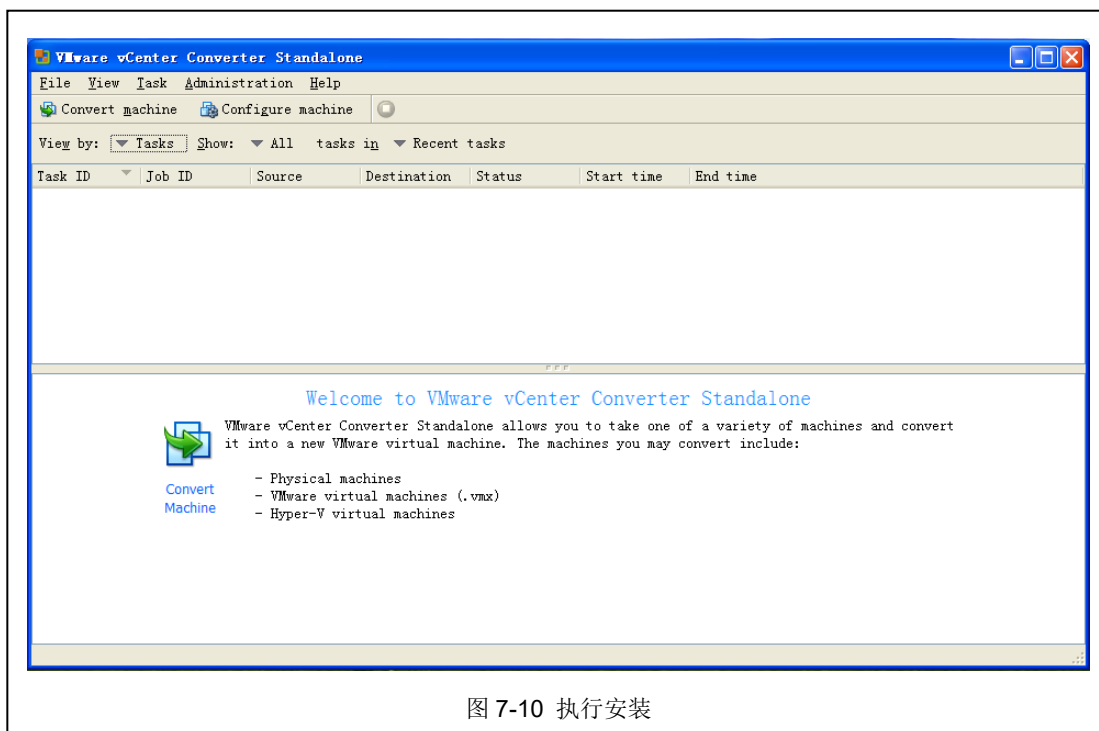 VMware vCenter Converter Standalone
File View Task Administration Help
Convert machine Configure machine
View by: Tasks Show: All tasks in Recent tasks
Task ID Job ID Source Destination Status Start time End time
Welcome to VMware vCenter Converter Standalone
VMware vCenter Converter Standalone allows you to take one of a variety of machines and convert
it into a new VMware virtual machine. The machines you may convert include:
- Physical machines
- VMware virtual machines (.vmx)
- Hyper-V virtual machines
Convert
Machine
图 7-10 执行安装